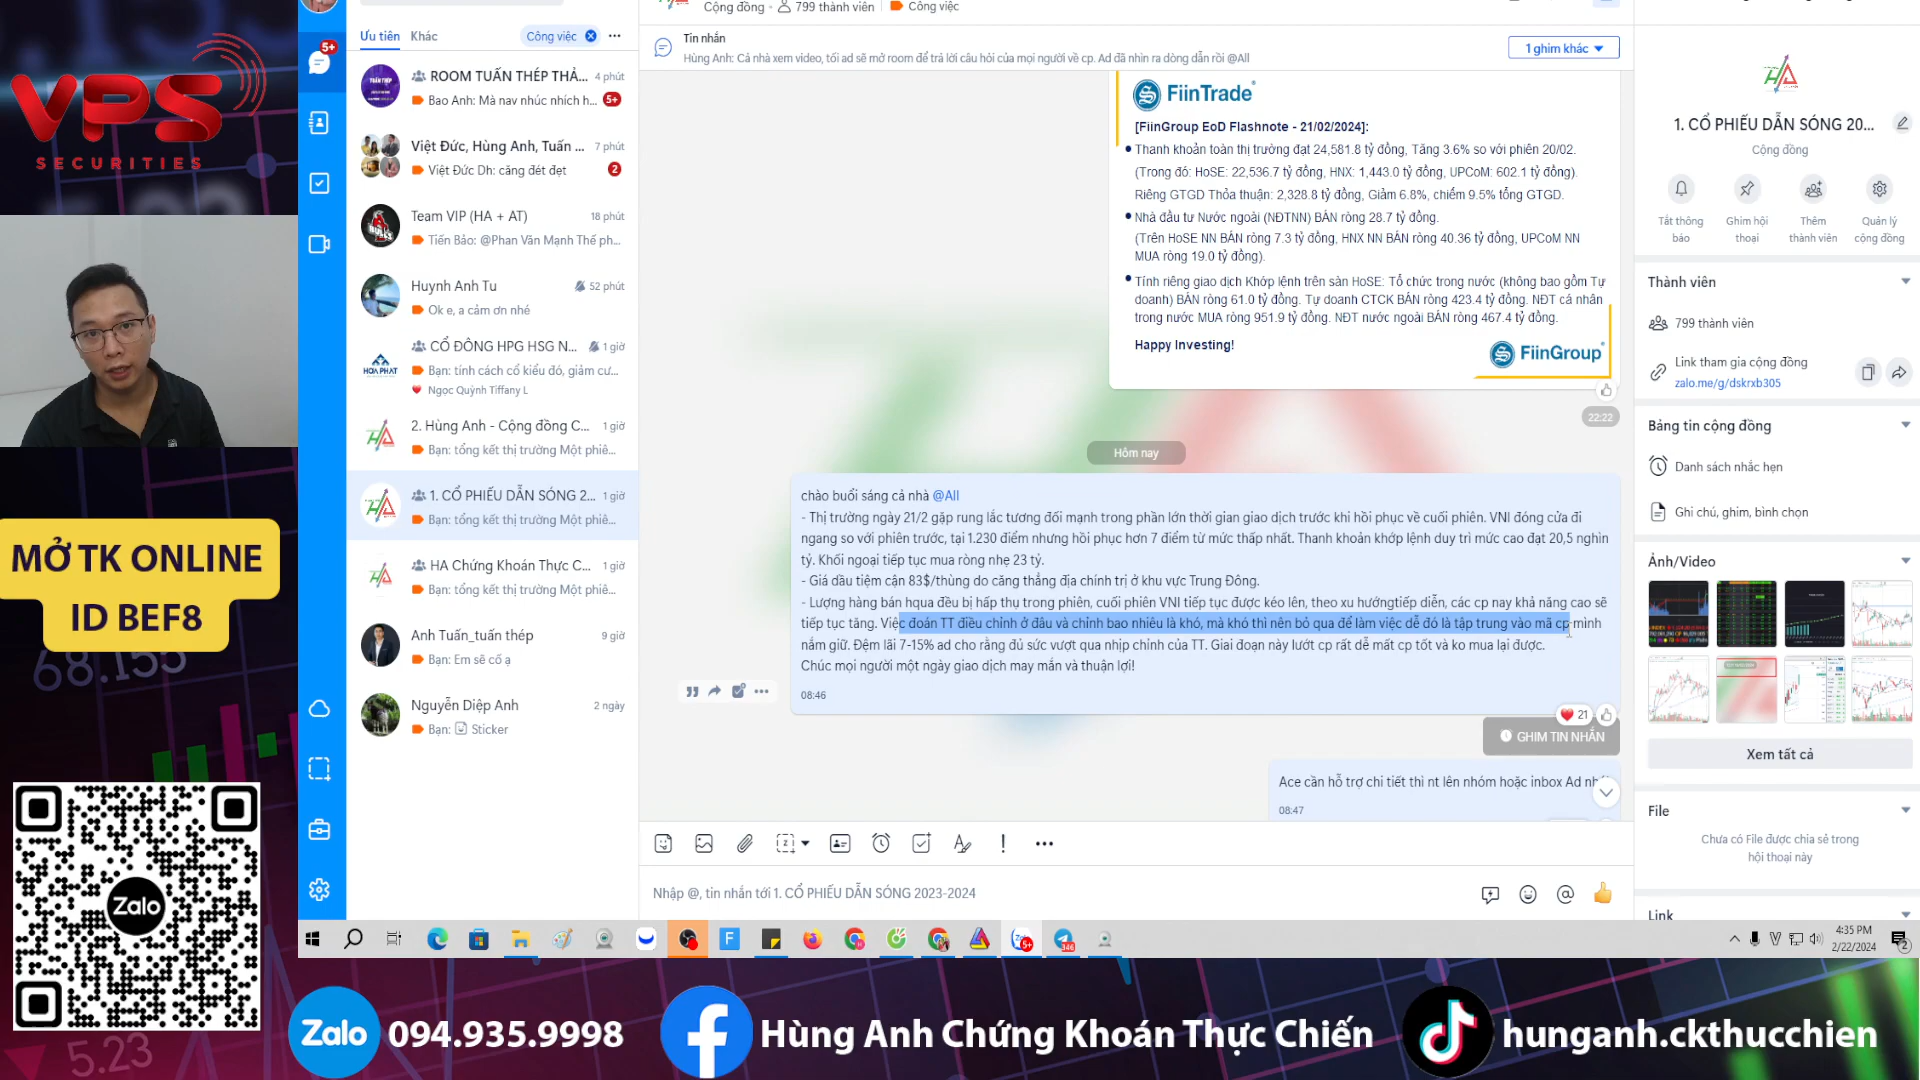 VPS
SECURITIES
MỞ TK ONLINE
ID BEF8
Zalo
68.155
5.23
5+
Ưu tiên
Khác
Công việc
ROOM TUẤN THÉP THẢ...
4 phút
Bao Anh: Mà nav nhúc nhích h...
5+
Việt Đức, Hùng Anh, Tuấn ...
7 phút
Việt Đức Dh: căng đét đẹt
2
Team VIP (HA + AT)
18 phút
Tiến Bảo: @Phan Văn Mạnh Thế ph...
Huynh Anh Tu
52 phút
Ok e, a cảm ơn nhé
CỔ ĐÔNG HPG HSG N...
1 giờ
Bạn: tính cách cổ kiểu đó, giảm cư...
Ngọc Quỳnh Tiffany L
2. Hùng Anh - Cộng đồng C...
1 giờ
Bạn: tổng kết thị trường Một phiê...
1. CỔ PHIẾU DẪN SÓNG 2...
1 giờ
Bạn: tổng kết thị trường Một phiê...
HA Chứng Khoán Thực C...
1 giờ
Bạn: tổng kết thị trường Một phiê...
Anh Tuấn_tuấn thép
9 giờ
Bạn: Em sẽ cố ạ
Nguyễn Diệp Anh
2 ngày
Bạn: Sticker
Cộng đồng
799 thành viên
Công việc
Tin nhắn
Hùng Anh: Cả nhà xem video, tối ad sẽ mở room để trả lời câu hỏi của mọi người về cp. Ad đã nhìn ra dòng dẫn rồi @All
1 ghim khác
FiinTrade
[FiinGroup EoD Flashnote - 21/02/2024]:
Thanh khoản toàn thị trường đạt 24,581.8 tỷ đồng, Tăng 3.6% so với phiên 20/02.
(Trong đó: HoSE: 22,536.7 tỷ đồng, HNX: 1,443.0 tỷ đồng, UPCoM: 602.1 tỷ đồng).
Riêng GTGD Thỏa thuận: 2,328.8 tỷ đồng, Giảm 6.8%, chiếm 9.5% tổng GTGD.
Nhà đầu tư Nước ngoài (NĐTNN) BÁN ròng 28.7 tỷ đồng.
(Trên HoSE NN BÁN ròng 7.3 tỷ đồng, HNX NN BÁN ròng 40.36 tỷ đồng, UPCoM NN
MUA ròng 19.0 tỷ đồng).
Tính riêng giao dịch Khớp lệnh trên sàn HoSE: Tổ chức trong nước (không bao gồm Tự
doanh) BÁN ròng 61.0 tỷ đồng. Tự doanh CTCK BÁN ròng 423.4 tỷ đồng. NĐT cá nhân
trong nước MUA ròng 951.9 tỷ đồng. NĐT nước ngoài BÁN ròng 467.4 tỷ đồng.
Happy Investing!
FiinGroup
22:22
Hôm nay
chào buổi sáng cả nhà @All
- Thị trường ngày 21/2 gặp rung lắc tương đối mạnh trong phần lớn thời gian giao dịch trước khi hồi phục về cuối phiên. VNI đóng cửa đi
ngang so với phiên trước, tại 1.230 điểm nhưng hồi phục hơn 7 điểm từ mức thấp nhất. Thanh khoản khớp lệnh duy trì mức cao đạt 20,5 nghìn
tỷ. Khối ngoại tiếp tục mua ròng nhẹ 23 tỷ.
- Giá dầu tiệm cận 83$/thùng do căng thẳng địa chính trị ở khu vực Trung Đông.
- Lượng hàng bán hqua đều bị hấp thụ trong phiên, cuối phiên VNI tiếp tục được kéo lên, theo xu hướngtiếp diễn, các cp nay khả năng cao sẽ
tiếp tục tăng. Việc đoán TT điều chỉnh ở đâu và chỉnh bao nhiêu là khó, mà khó thì nên bỏ qua để làm việc dễ đó là tập trung vào mã cp mình
nắm giữ. Đệm lãi 7-15% ad cho rằng đủ sức vượt qua nhịp chỉnh của TT. Giai đoạn này lướt cp rất dễ mất cp tốt và ko mua lại được.
Chúc mọi người một ngày giao dịch may mắn và thuận lợi!
08:46
21
GHIM TIN NHẮN
Ace cần hỗ trợ chi tiết thì nt lên nhóm hoặc inbox Ad
08:47
Nhập @, tin nhắn tới 1. CỔ PHIẾU DẪN SÓNG 2023-2024
1. CỔ PHIẾU DẪN SÓNG 20...
Cộng đồng
Tắt thông báo
Ghim hội thoại
Thêm thành viên
Quản lý cộng đồng
Thành viên
799 thành viên
Link tham gia cộng đồng
zalo.me/g/dskrxb305
Bảng tin cộng đồng
Danh sách nhắc hẹn
Ghi chú, ghim, bình chọn
Ảnh/Video
Xem tất cả
File
Chưa có File được chia sẻ trong
hội thoại này
Link
4:35 PM
2/22/2024
Zalo 094.935.9998
Hùng Anh Chứng Khoán Thực Chiến
hunganh.ckthucchien